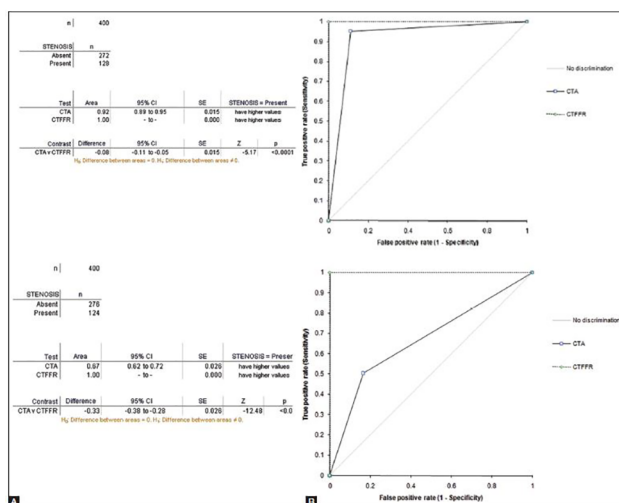 n 400
STENOSIS n
Absent 272
Present 128
Test Area 95% CI SE STENOSIS = Present
CTA 0.92 0.89 to 0.95 0.015 have higher values
CTFFR 1.00 - to - 0.000 have higher values
Contrast Difference 95% CI SE Z p
CTA v CTFFR -0.08 -0.11 to -0.05 0.015 -5.17 <0.0001
H0: Difference between areas = 0. H1: Difference between areas ≠ 0.
n 400
STENOSIS n
Absent 276
Present 124
Test Area 95% CI SE STENOSIS = Preser
CTA 0.67 0.62 to 0.72 0.026 have higher values
CTFFR 1.00 - to - 0.000 have higher values
Contrast Difference 95% CI SE Z p
CTA v CTFFR -0.33 -0.38 to -0.28 0.026 -12.48 <0.0
H0: Difference between areas = 0. H1: Difference between areas ≠ 0.
A
True positive rate (Sensitivity)
1
0.9
0.8
0.7
0.6
0.5
0.4
0.3
0.2
0.1
0
0 0.2 0.4 0.6 0.8 1
False positive rate (1 - Specificity)
No discrimination
CTA
CTFFR
True positive rate (Sensitivity)
1
0.9
0.8
0.7
0.6
0.5
0.4
0.3
0.2
0.1
0
0 0.2 0.4 0.6 0.8 1
False positive rate (1 - Specificity)
No discrimination
CTA
CTFFR
B